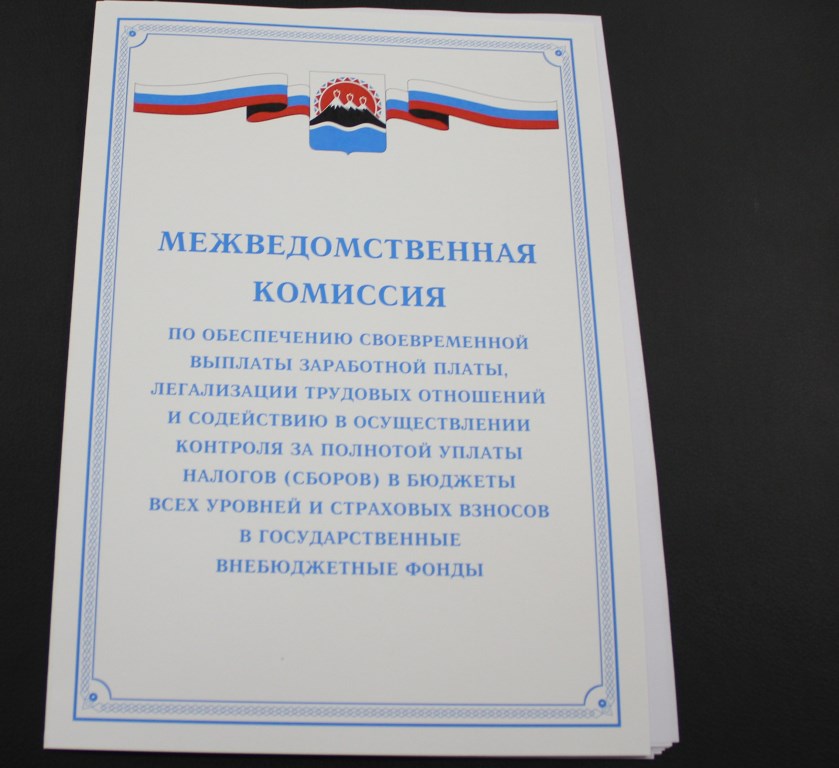 МЕЖВЕДОМСТВЕННАЯ
КОМИССИЯ
ПО ОБЕСПЕЧЕНИЮ СВОЕВРЕМЕННОЙ
ВЫПЛАТЫ ЗАРАБОТНОЙ ПЛАТЫ,
ЛЕГАЛИЗАЦИИ ТРУДОВЫХ ОТНОШЕНИЙ
И СОДЕЙСТВИЮ В ОСУЩЕСТВЛЕНИИ
КОНТРОЛЯ ЗА ПОЛНОТОЙ УПЛАТЫ
НАЛОГОВ (СБОРОВ) В БЮДЖЕТЫ
ВСЕХ УРОВНЕЙ И СТРАХОВЫХ ВЗНОСОВ
В ГОСУДАРСТВЕННЫЕ
ВНЕБЮДЖЕТНЫЕ ФОНДЫ